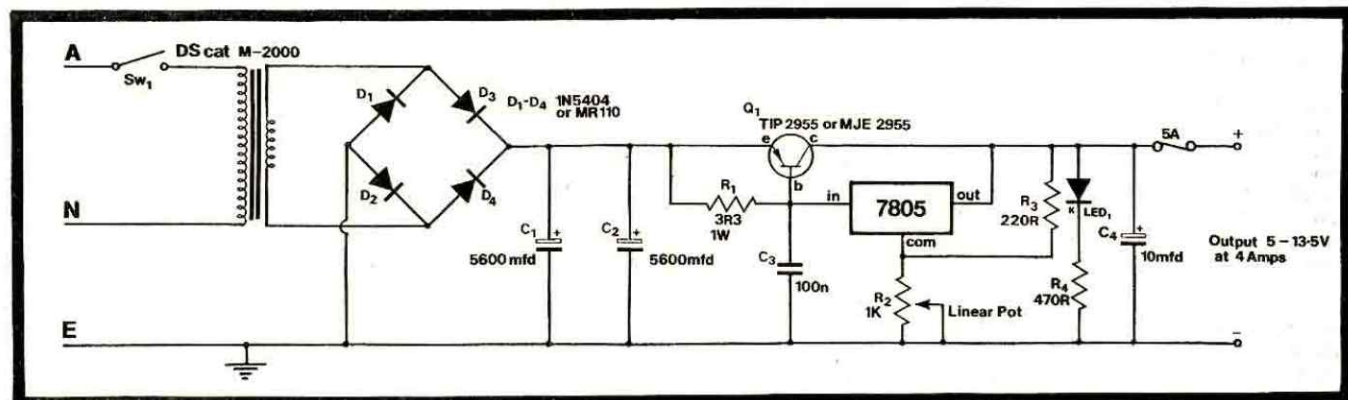 A
DS cat M-2000
Sw1
N
E
D1
D3
D2
D4
D1-D4 1N5404
or MR110
C1
+
5600mfd
C2
+
5600mfd
R1
3R3
1W
Q1
TIP 2955 or MJE 2955
e
c
b
C3
100n
in
7805
out
com
R2
1K
Linear Pot
R3
220R
K
LED1
R4
470R
C4
+
10mfd
5A
+
Output 5-13·5V
at 4 Amps
-